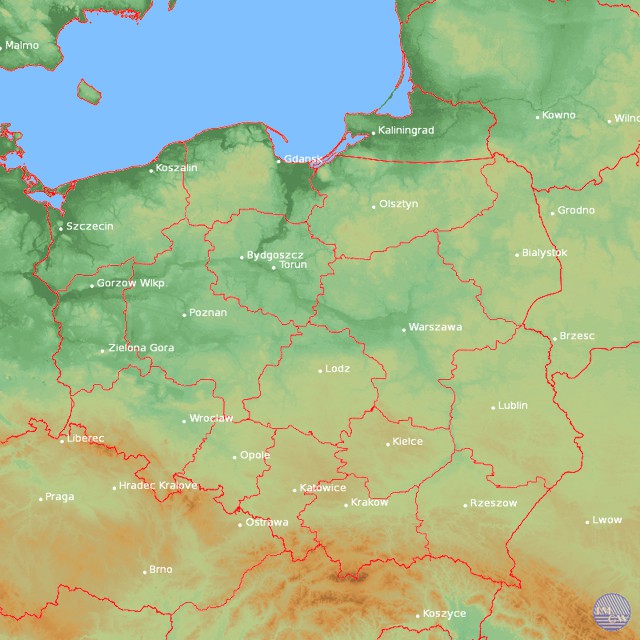 Malmo
Kowno
Wilno
Kaliningrad
Gdansk
Koszalin
Olsztyn
Grodno
Szczecin
Bialystok
Bydgoszcz
Torun
Gorzow Wlkp.
Poznan
Warszawa
Brzesc
Zielona Gora
Lodz
Lublin
Wroclaw
Liberec
Kielce
Opole
Hradec Kralove
Katowice
Praga
Krakow
Rzeszow
Ostrawa
Lwow
Brno
Koszyce